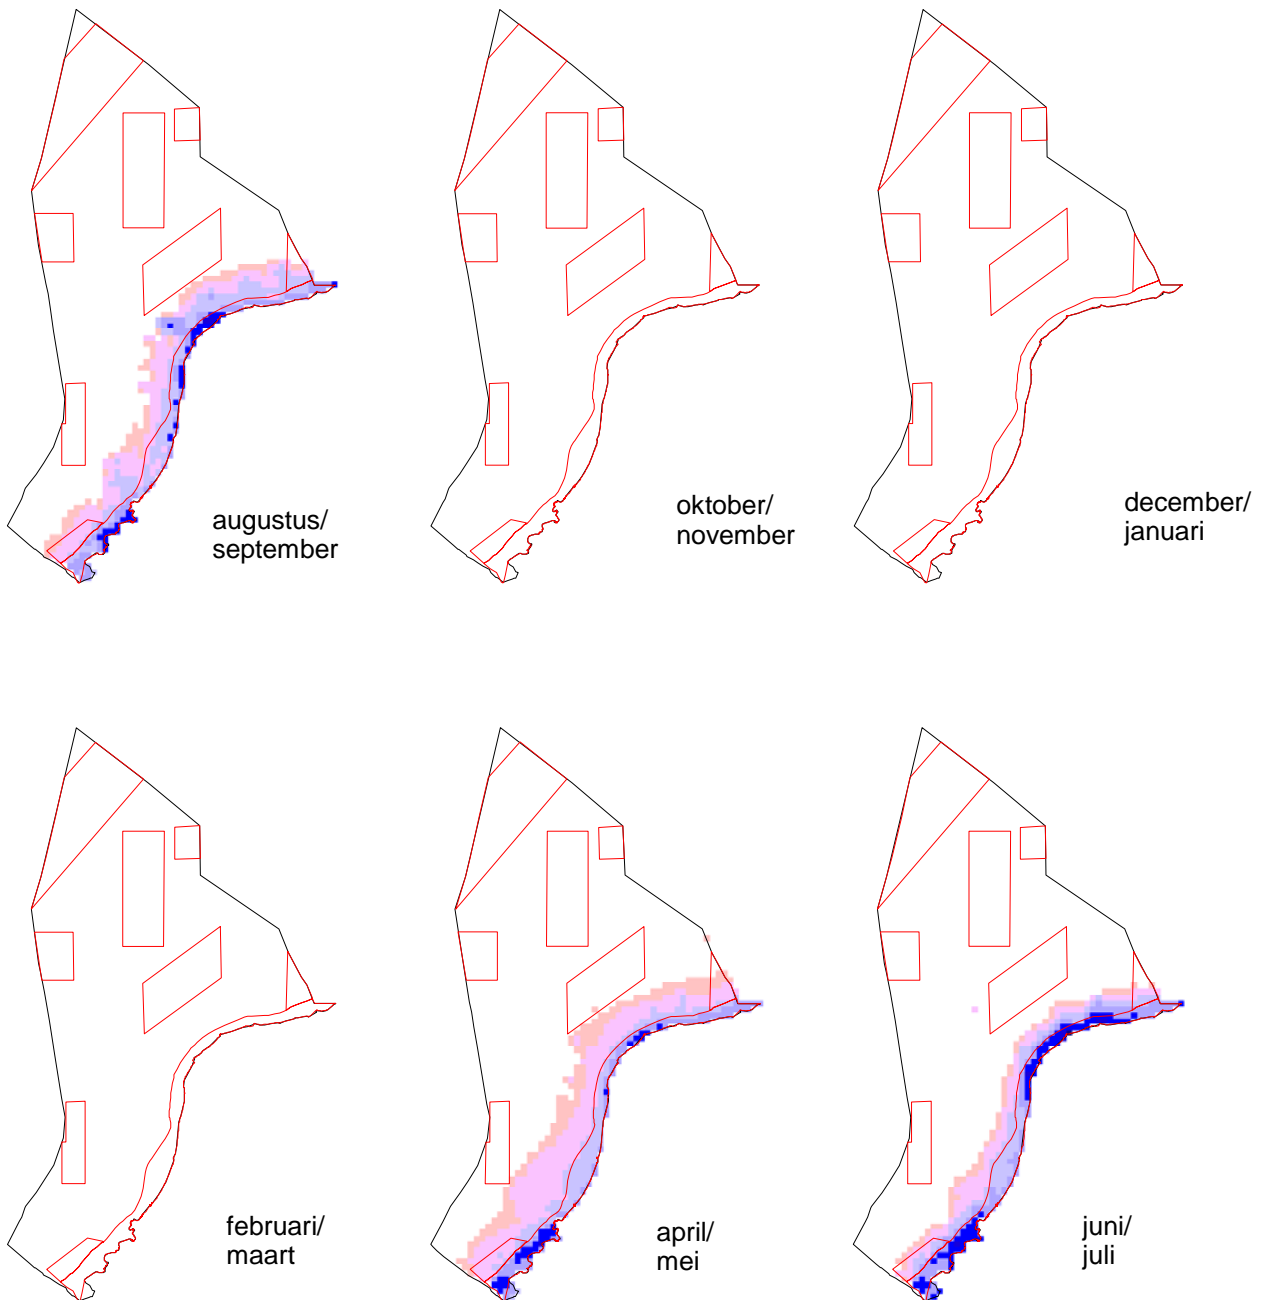 augustus/
september
oktober/
november
december/
januari
februari/
maart
april/
mei
juni/
juli